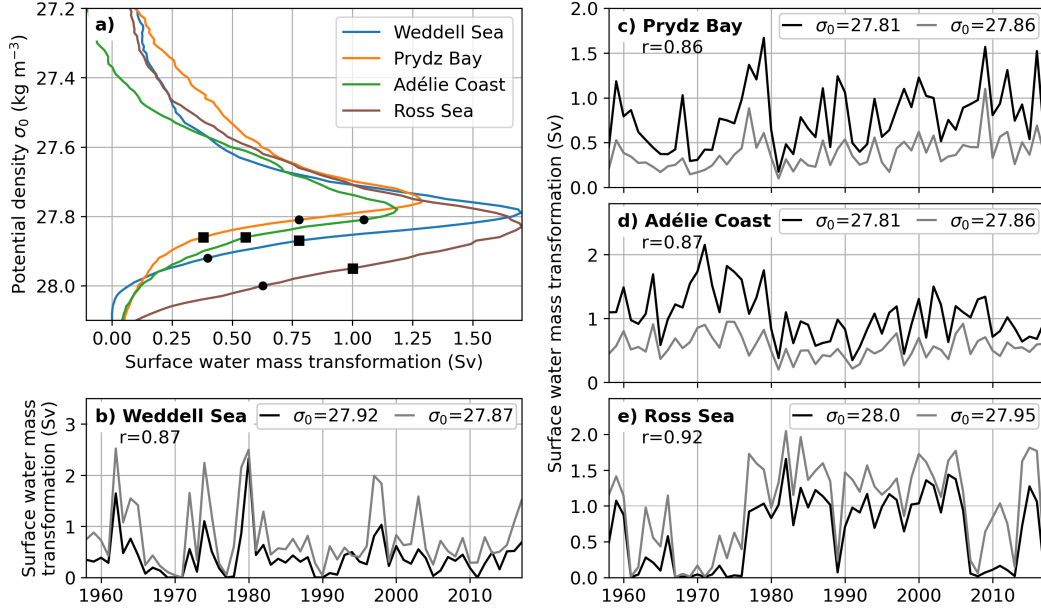 a)
Weddell Sea
Prydz Bay
Adélie Coast
Ross Sea
27.2
27.4
27.6
27.8
28.0
Potential density σ0 (kg m−3)
0.00 0.25 0.50 0.75 1.00 1.25 1.50
Surface water mass transformation (Sv)
b) Weddell Sea
r=0.87
σ0=27.92 σ0=27.87
3
2
1
0
Surface water mass
transformation (Sv)
1960 1970 1980 1990 2000 2010
Surface water mass transformation (Sv)
c) Prydz Bay
r=0.86
σ0=27.81 σ0=27.86
2.0
1.5
1.0
0.5
0.0
d) Adélie Coast
r=0.87
σ0=27.81 σ0=27.86
2
1
0
e) Ross Sea
r=0.92
σ0=28.0 σ0=27.95
2.0
1.5
1.0
0.5
0.0
1960 1970 1980 1990 2000 2010